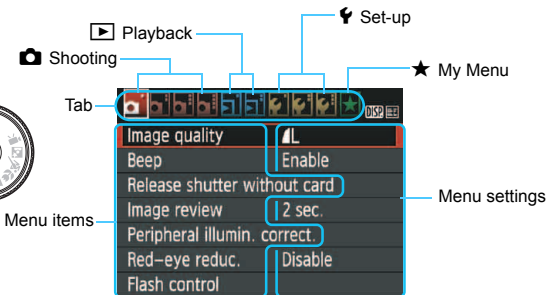 Set-up
Playback
Shooting
My Menu
Tab
DISP
Image quality L
Beep Enable
Release shutter without card
Menu settings
Image review 2 sec.
Menu items
Peripheral illumin. correct.
Red-eye reduc. Disable
Flash control